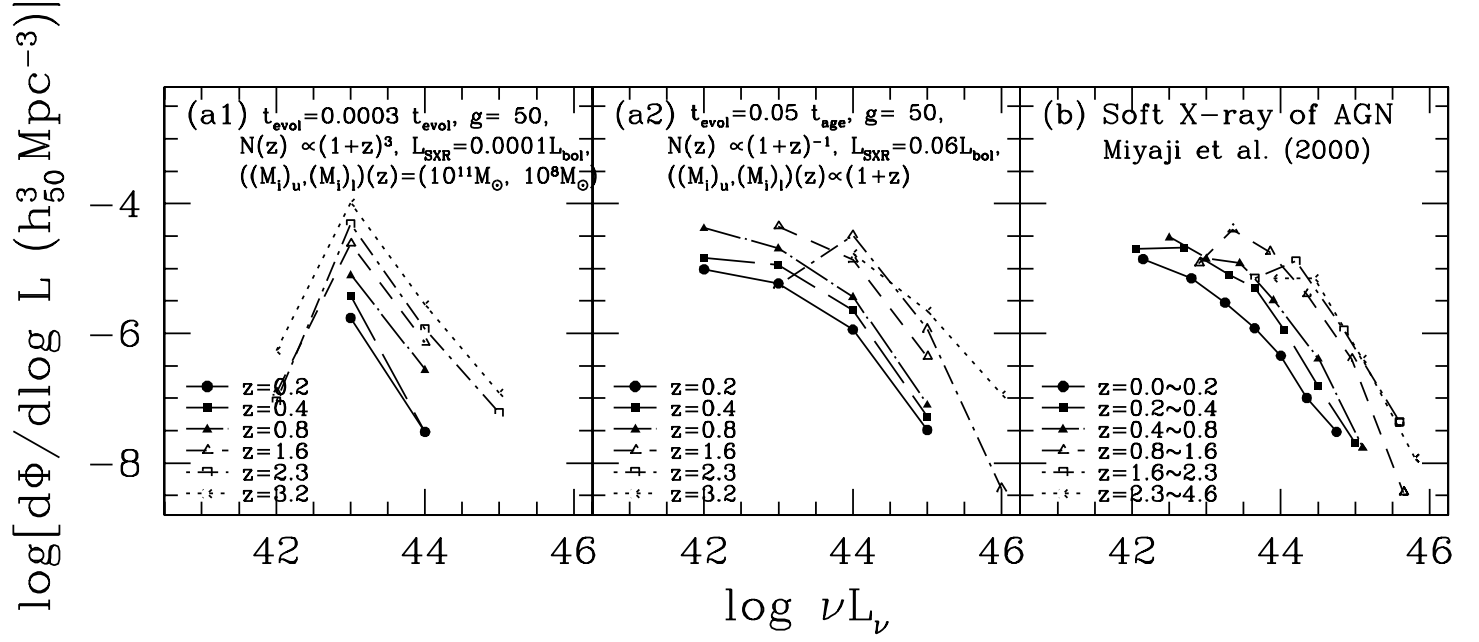 log[dΦ/dlog L (h₅₀³ Mpc⁻³)]
(a1) t_evol=0.0003 t_evol, g= 50,
N(z) ∝(1+z)³, L_SXR=0.0001L_bol,
((M_i)_u,(M_i)_l)(z)=(10¹¹M_⊙, 10⁸M_⊙)
(a2) t_evol=0.05 t_age, g= 50,
N(z) ∝(1+z)⁻¹, L_SXR=0.06L_bol,
((M_i)_u,(M_i)_l)(z)∝(1+z)
(b) Soft X-ray of AGN
Miyaji et al. (2000)
−4
−6
−8
z=0.2
z=0.4
z=0.8
z=1.6
z=2.3
z=3.2
z=0.2
z=0.4
z=0.8
z=1.6
z=2.3
z=3.2
z=0.0~0.2
z=0.2~0.4
z=0.4~0.8
z=0.8~1.6
z=1.6~2.3
z=2.3~4.6
42 44 46 42 44 46 42 44 46
log νL_ν